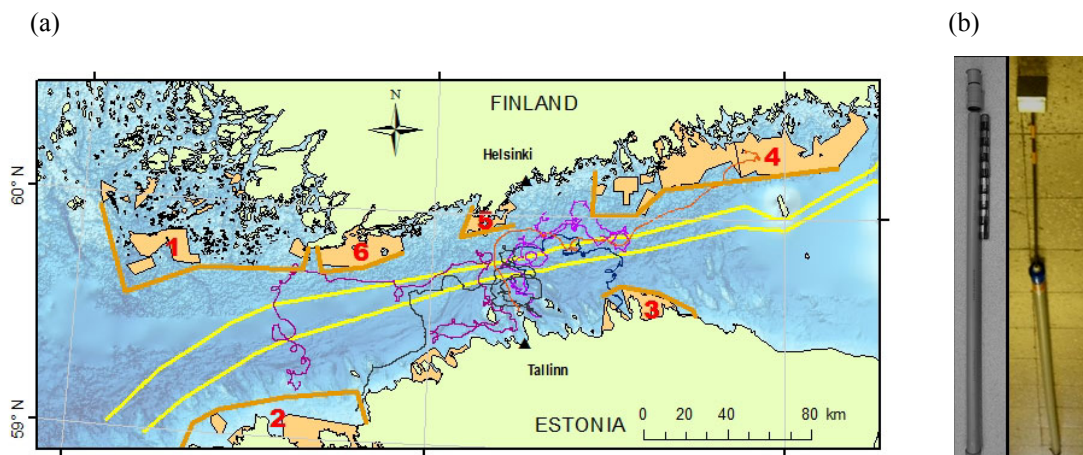 (a)
(b)
N
FINLAND
Helsinki
4
60° N
5
1
6
3
Tallinn
2
0 20 40 80 km
59° N
ESTONIA